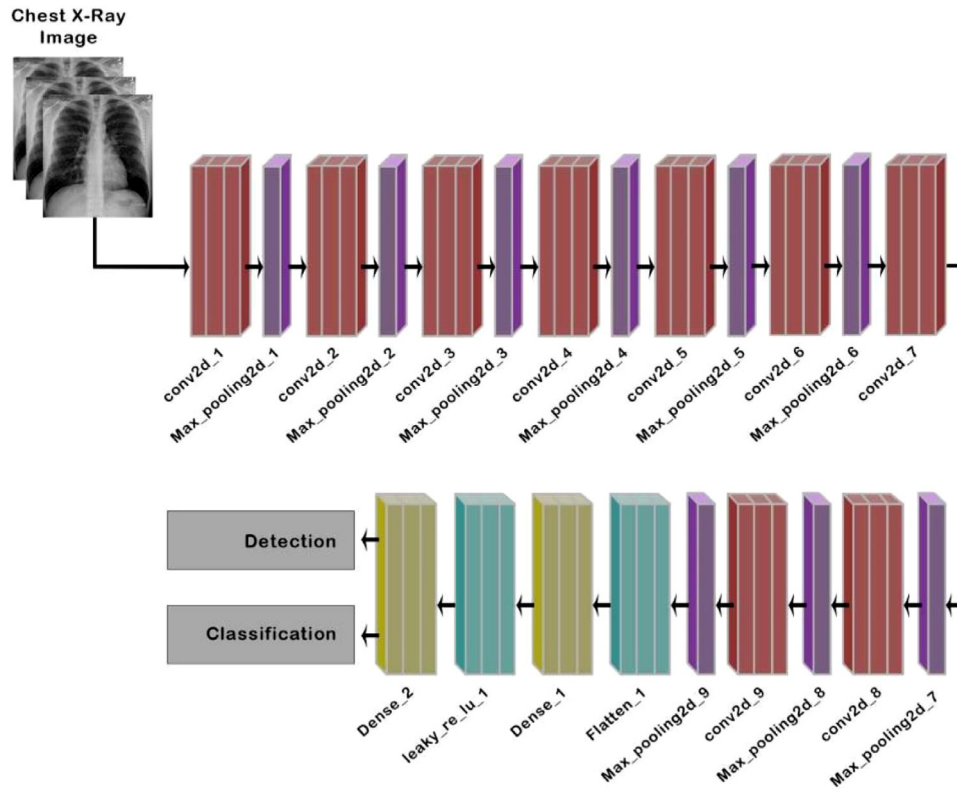 Chest X-Ray
Image
conv2d_1
Max_pooling2d_1
conv2d_2
Max_pooling2d_2
conv2d_3
Max_pooling2d_3
conv2d_4
Max_pooling2d_4
conv2d_5
Max_pooling2d_5
conv2d_6
Max_pooling2d_6
conv2d_7
Detection
Classification
Dense_2
leaky_re_lu_1
Dense_1
Flatten_1
Max_pooling2d_9
conv2d_9
Max_pooling2d_8
conv2d_8
Max_pooling2d_7